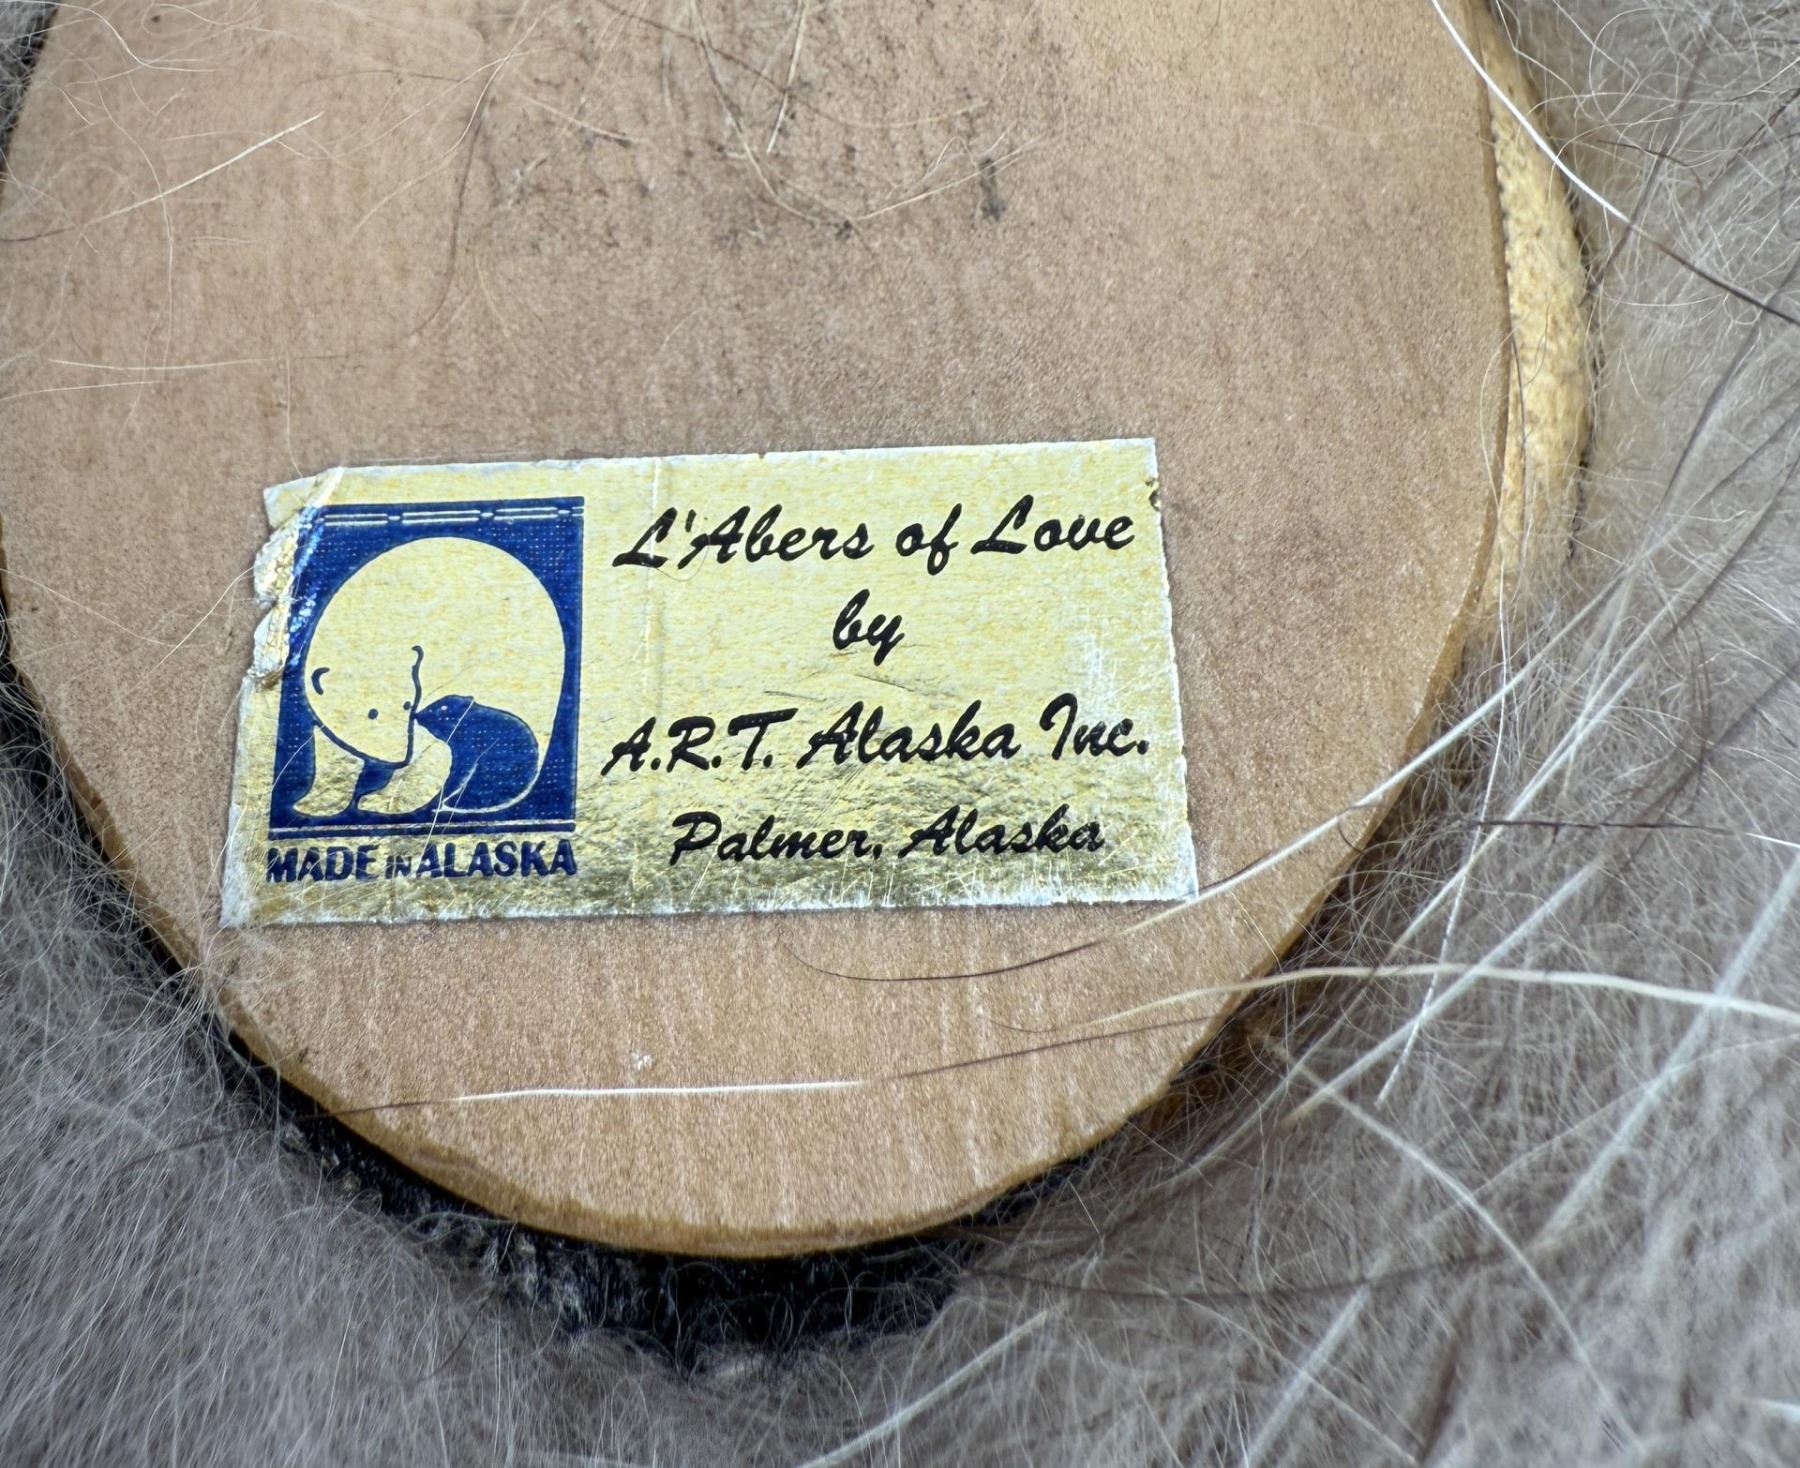 L'Abers of Love
by
A.R.T. Alaska Inc.
Palmer, Alaska
MADE IN ALASKA